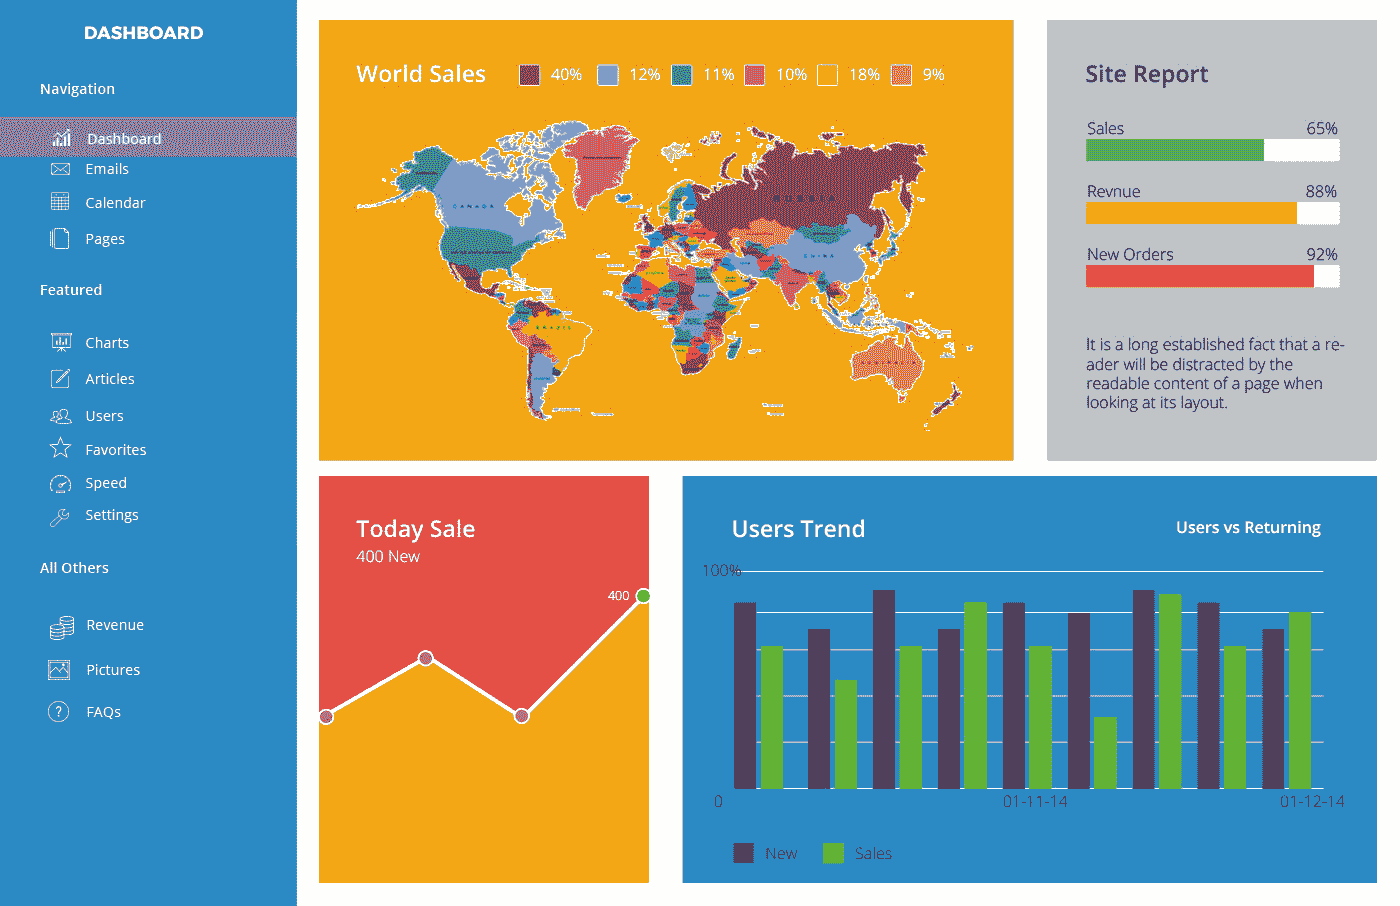 DASHBOARD
Navigation
Dashboard
Emails
Calendar
Pages
Featured
Charts
Articles
Users
Favorites
Speed
Settings
All Others
Revenue
Pictures
FAQs
World Sales
40% 12% 11% 10% 18% 9%
CANADA
RUSSIA
CHINA
BRAZIL
AUSTRALIA
Site Report
Sales 65%
Revnue 88%
New Orders 92%
It is a long established fact that a re-
ader will be distracted by the
readable content of a page when
looking at its layout.
Today Sale
400 New
400
Users Trend
Users vs Returning
100%
0 01-11-14 01-12-14
New Sales